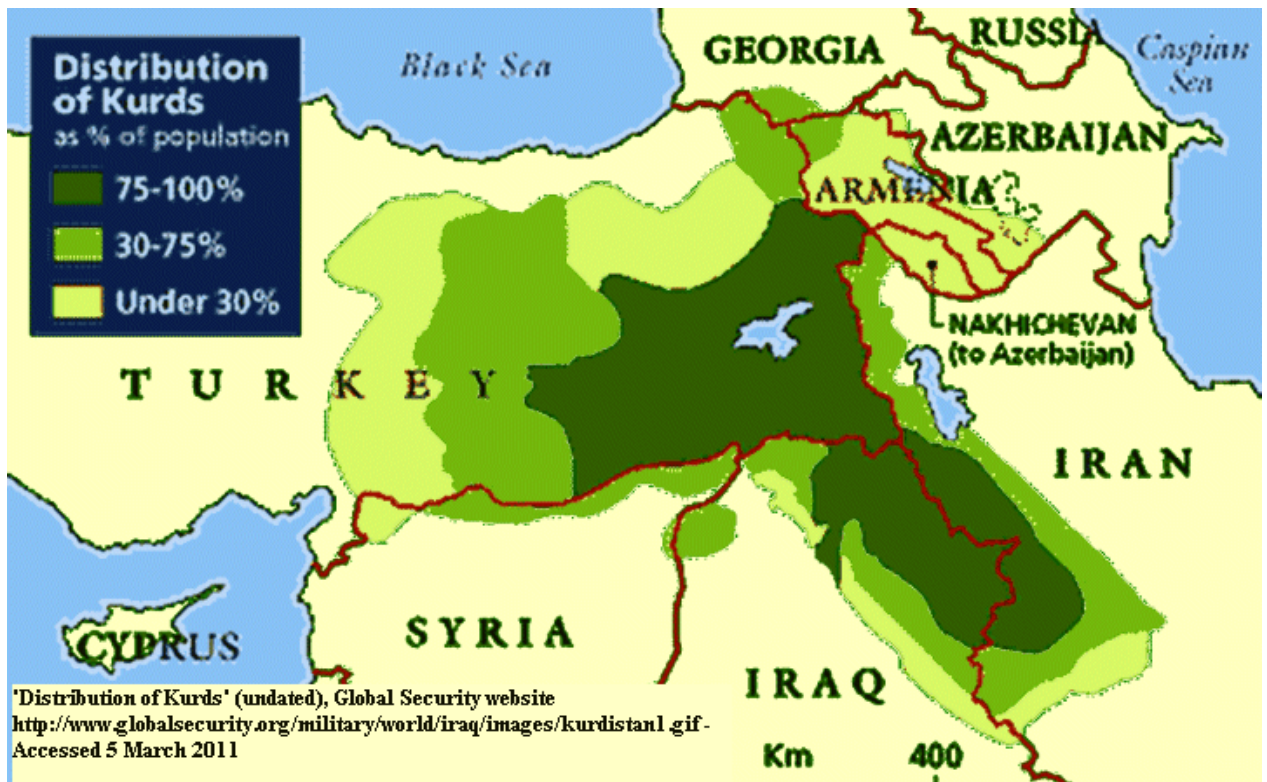 Distribution
of Kurds
as % of population
75-100%
30-75%
Under 30%
Black Sea
GEORGIA
RUSSIA
Caspian
Sea
AZERBAIJAN
ARMENIA
NAKHICHEVAN
(to Azerbaijan)
TURKEY
IRAN
CYPRUS
SYRIA
IRAQ
'Distribution of Kurds' (undated), Global Security website
http://www.globalsecurity.org/military/world/iraq/images/kurdistan1.gif -
Accessed 5 March 2011
Km 400